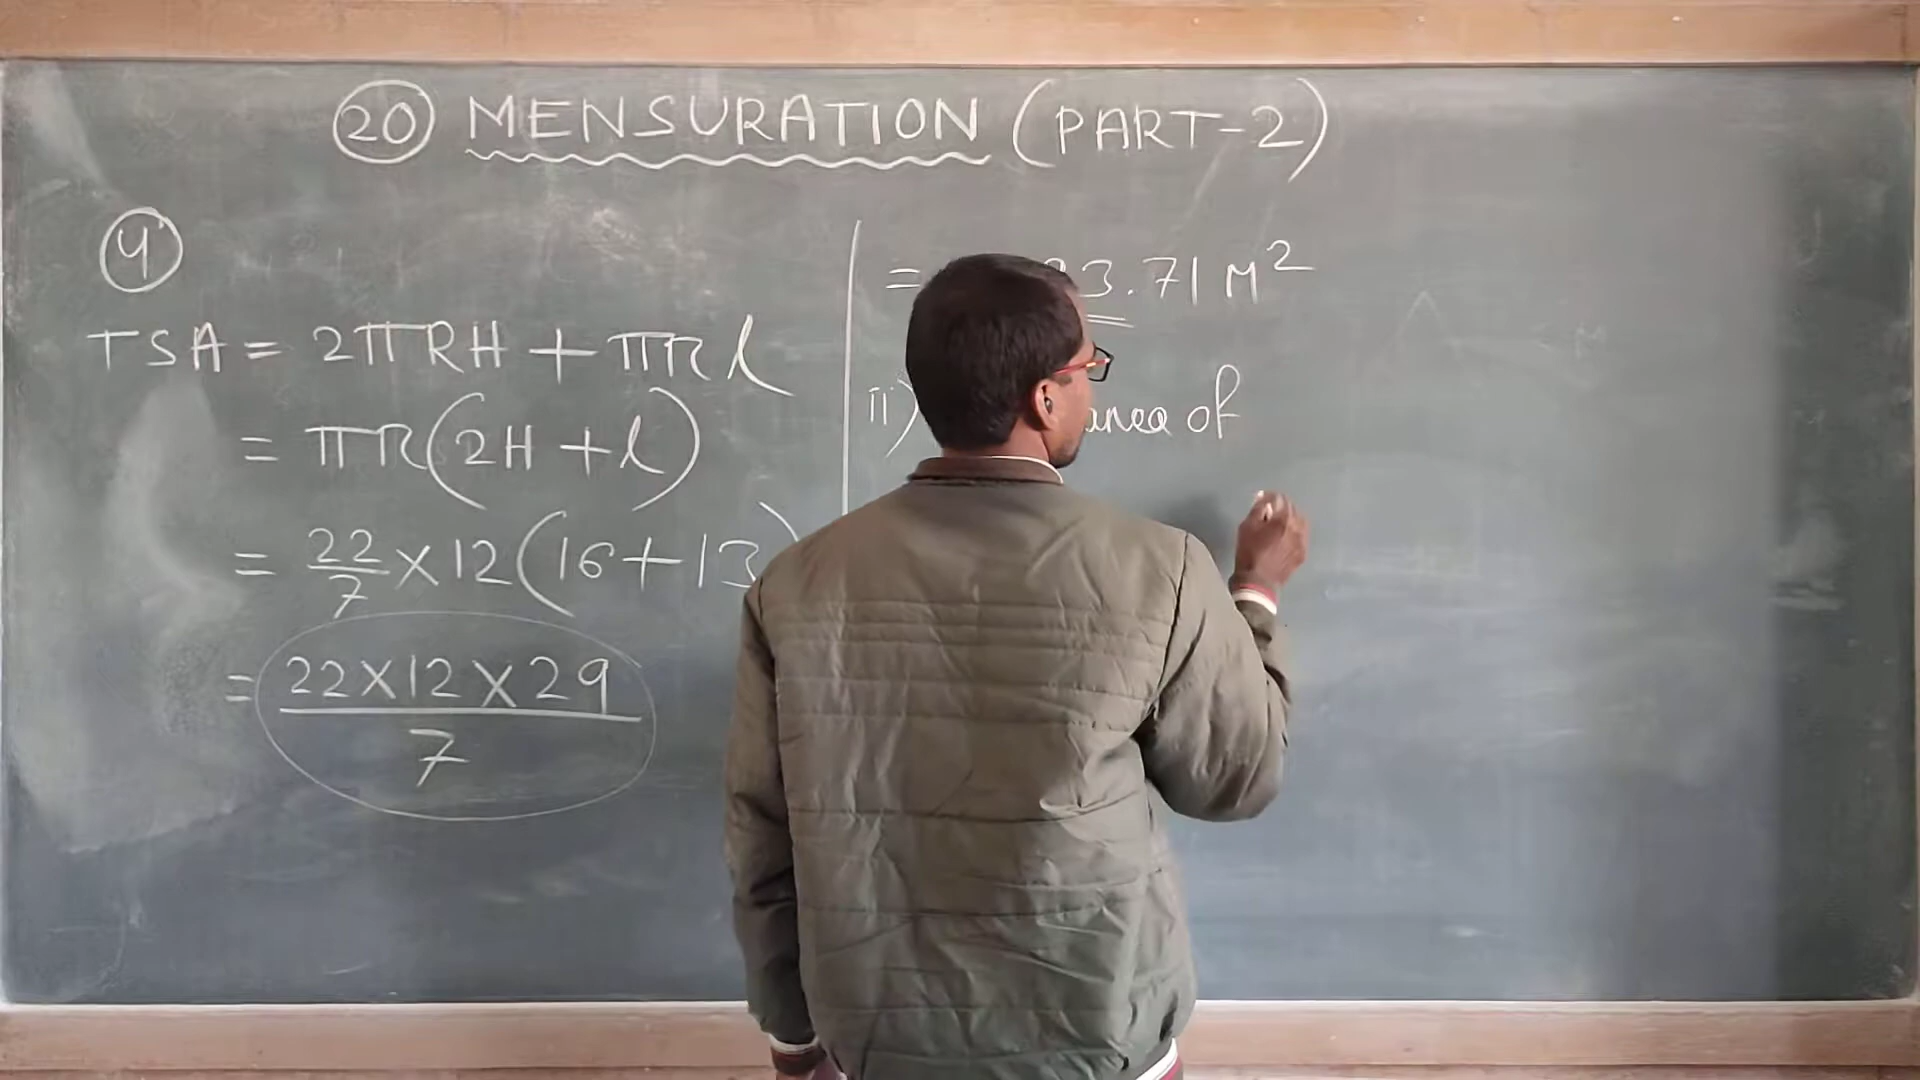 20 MENSURATION (PART-2)
4
TSA = 2πRH + πRl
= πR(2H + l)
= 22/7 × 12(16 + 13)
= 22×12×29/7
= 3.71 M²
ii) area of